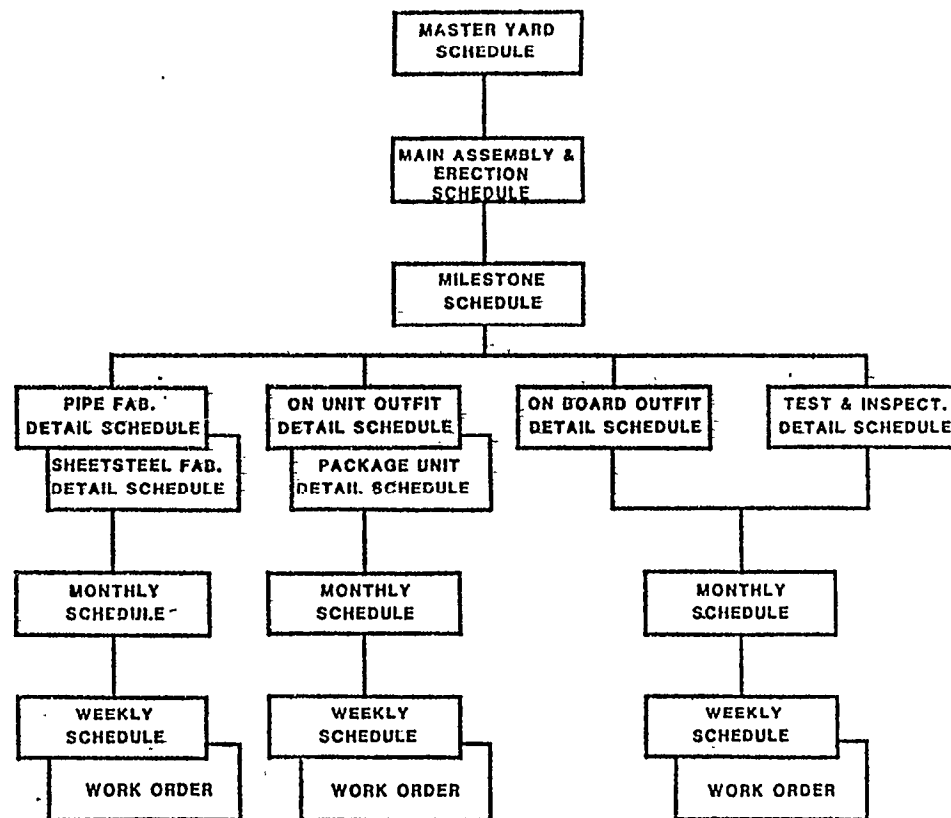 MASTER YARD
SCHEDULE
MAIN ASSEMBLY &
ERECTION
SCHEDULE
MILESTONE
SCHEDULE
PIPE FAB.
DETAIL SCHEDULE
SHEETSTEEL FAB.
DETAIL SCHEDULE
ON UNIT OUTFIT
DETAIL SCHEDULE
PACKAGE UNIT
DETAIL SCHEDULE
ON BOARD OUTFIT
DETAIL SCHEDULE
TEST & INSPECT.
DETAIL SCHEDULE
MONTHLY
SCHEDULE
MONTHLY
SCHEDULE
MONTHLY
SCHEDULE
WEEKLY
SCHEDULE
WORK ORDER
WEEKLY
SCHEDULE
WORK ORDER
WEEKLY
SCHEDULE
WORK ORDER